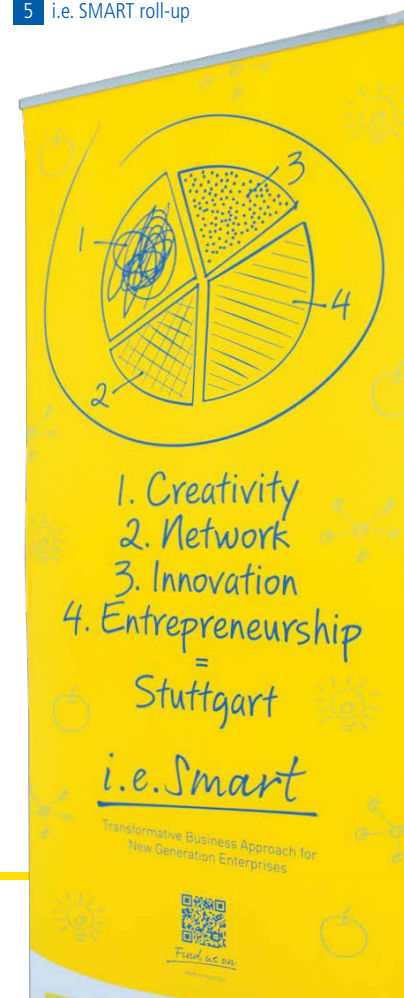 5 i.e. SMART roll-up
3
1
4
2
1. Creativity
2. Network
3. Innovation
4. Entrepreneurship
=
Stuttgart
i.e.Smart
Transformative Business Approach for
New Generation Enterprises
Find us on